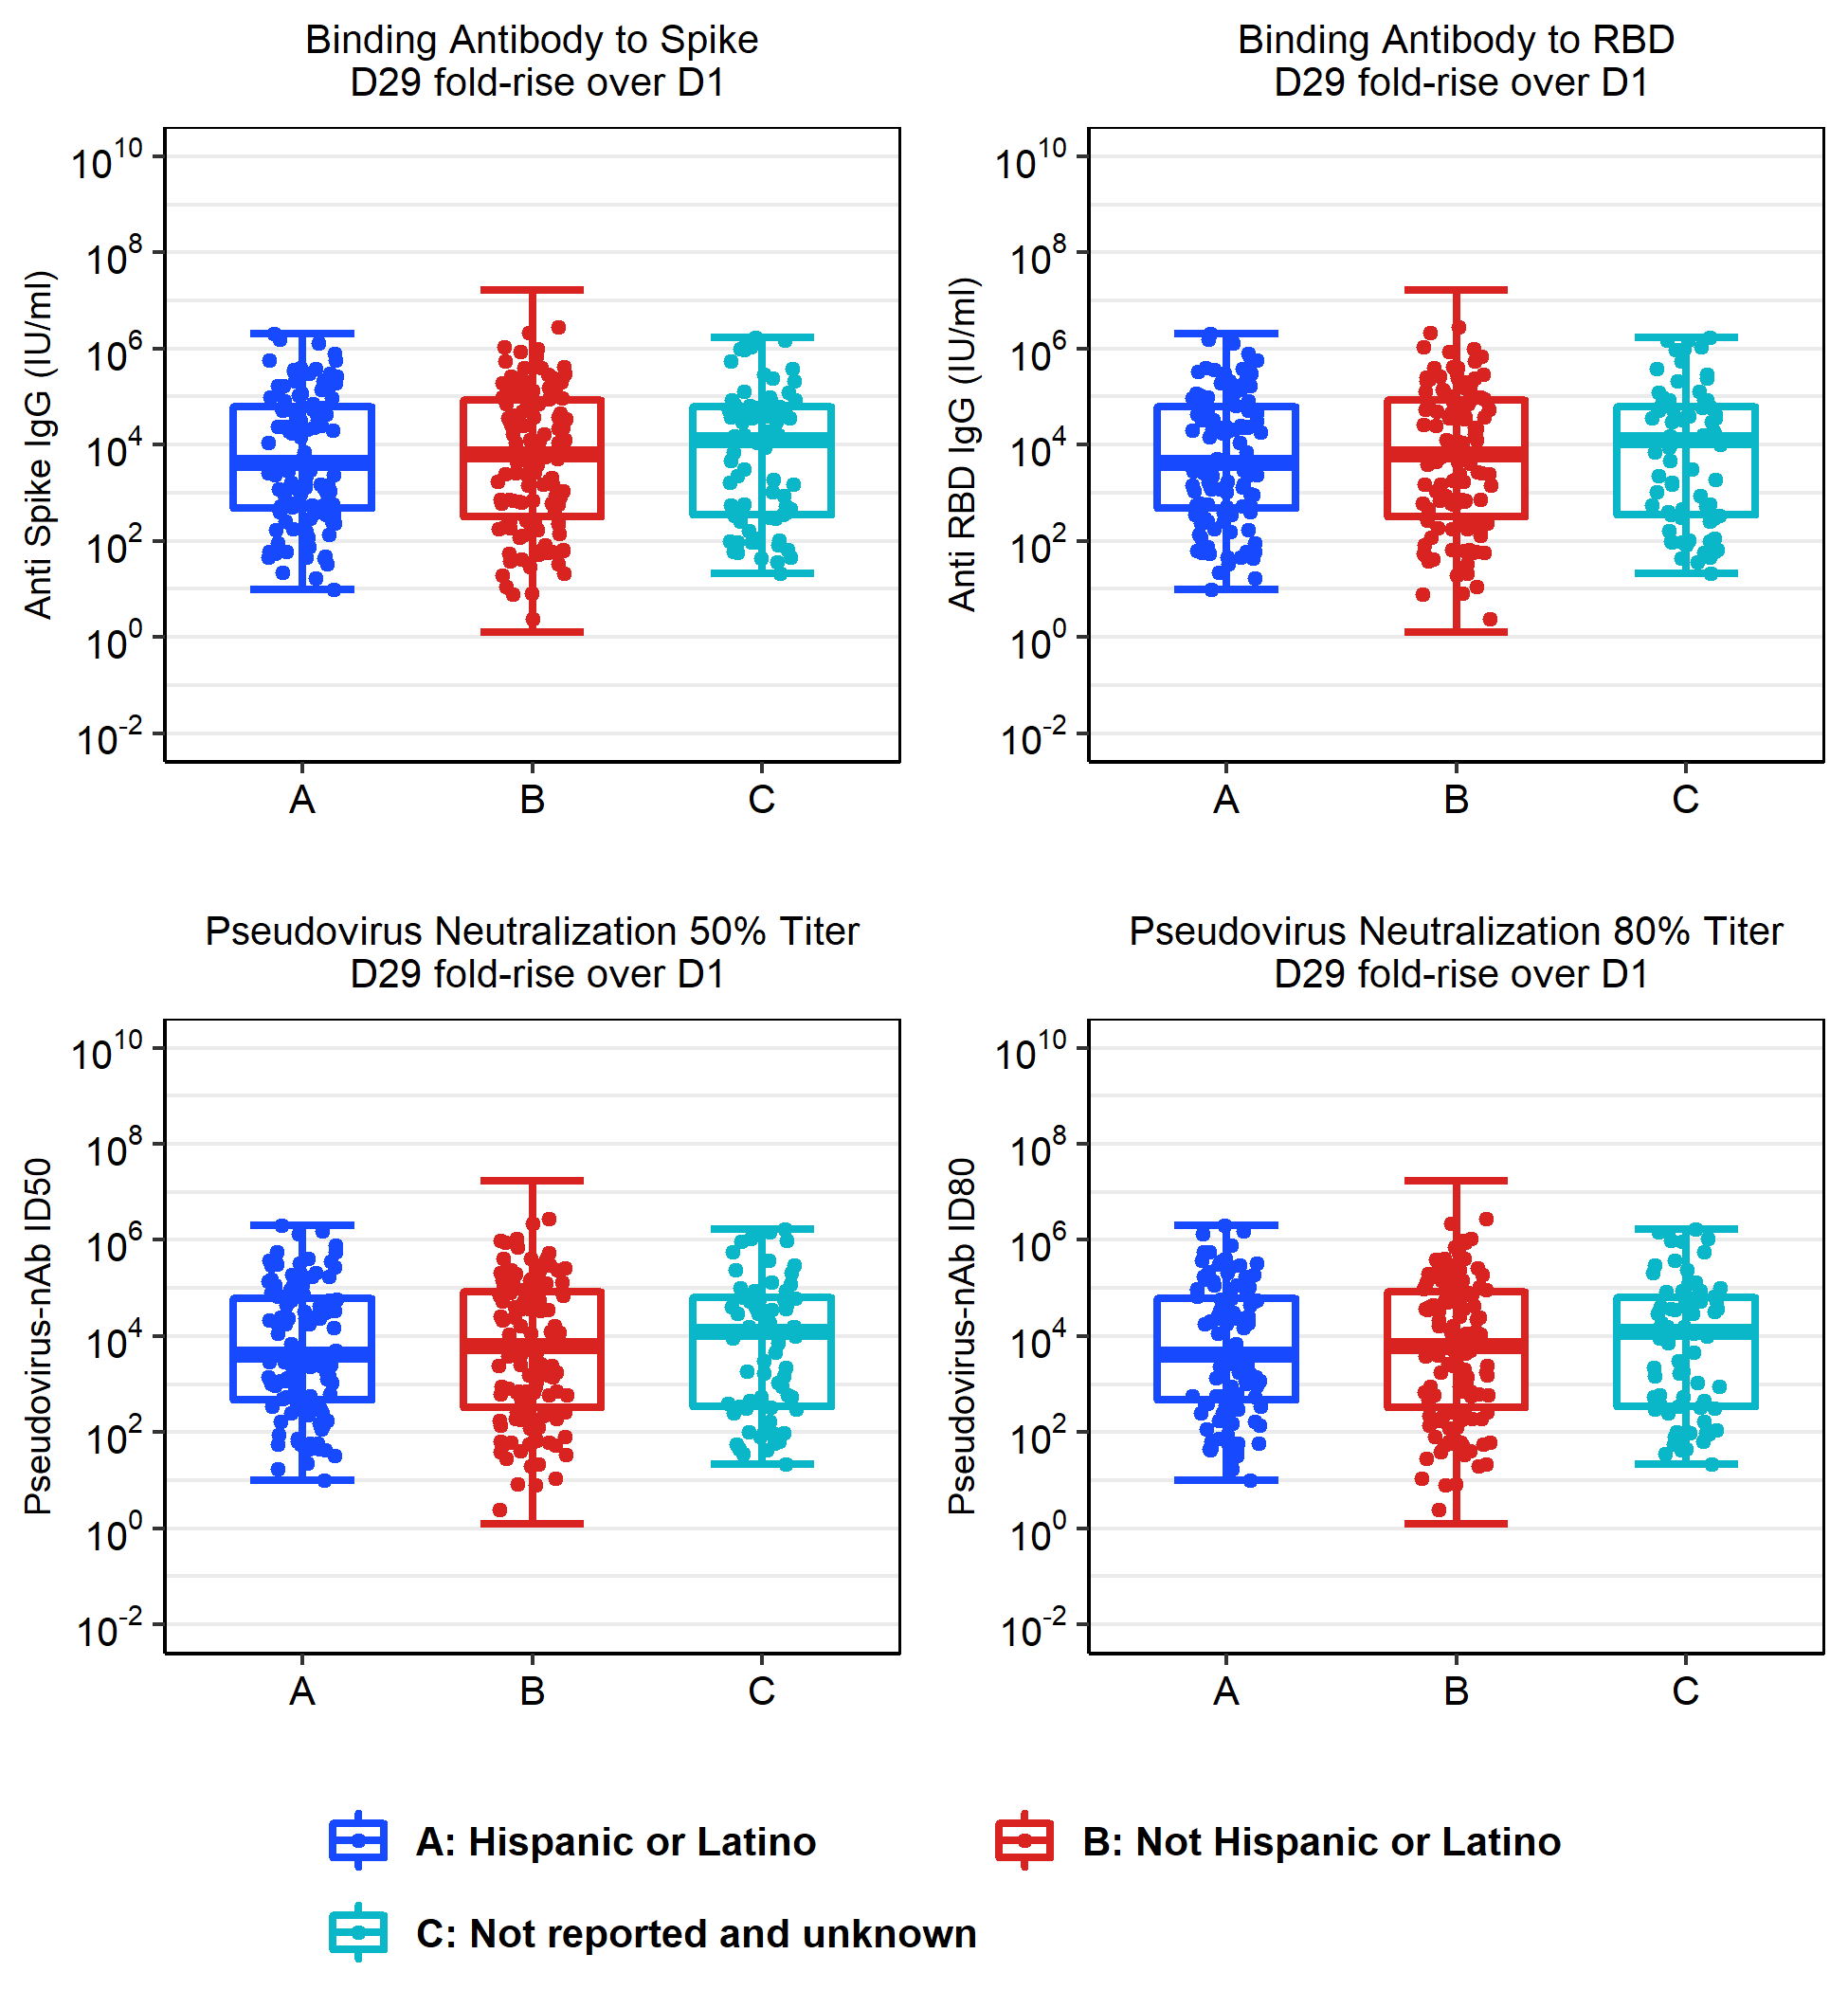 Binding Antibody to Spike
D29 fold-rise over D1
Anti Spike IgG (IU/ml)
10^10
10^8
10^6
10^4
10^2
10^0
10^-2
A B C
Binding Antibody to RBD
D29 fold-rise over D1
Anti RBD IgG (IU/ml)
10^10
10^8
10^6
10^4
10^2
10^0
10^-2
A B C
Pseudovirus Neutralization 50% Titer
D29 fold-rise over D1
Pseudovirus-nAb ID50
10^10
10^8
10^6
10^4
10^2
10^0
10^-2
A B C
Pseudovirus Neutralization 80% Titer
D29 fold-rise over D1
Pseudovirus-nAb ID80
10^10
10^8
10^6
10^4
10^2
10^0
10^-2
A B C
A: Hispanic or Latino
B: Not Hispanic or Latino
C: Not reported and unknown